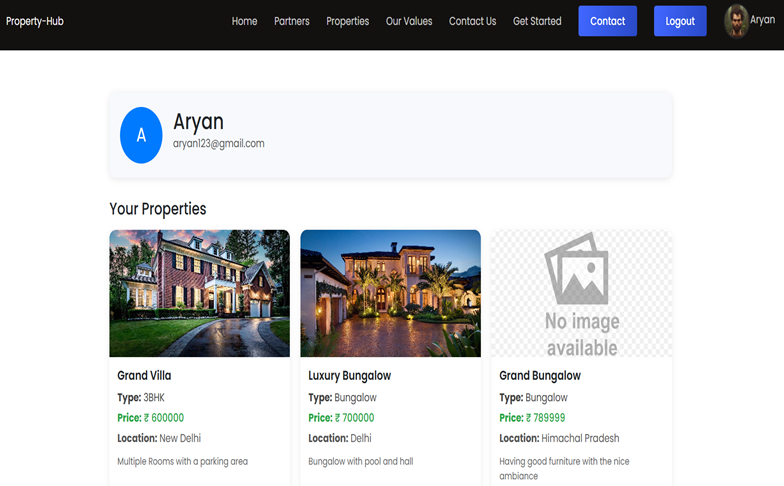 Property-Hub
Home Partners Properties Our Values Contact Us Get Started Contact Logout Aryan
A
Aryan
aryan123@gmail.com
Your Properties
No image
available
Grand Villa
Type: 3BHK
Price: ₹ 600000
Location: New Delhi
Multiple Rooms with a parking area
Luxury Bungalow
Type: Bungalow
Price: ₹ 700000
Location: Delhi
Bungalow with pool and hall
Grand Bungalow
Type: Bungalow
Price: ₹ 789999
Location: Himachal Pradesh
Having good furniture with the nice
ambiance